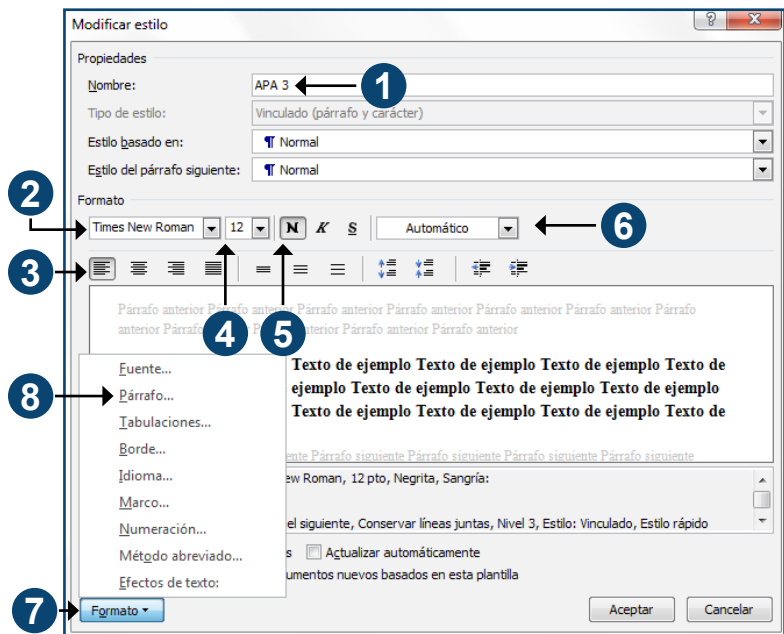 Modificar estilo
Propiedades
Nombre: APA 3 1
Tipo de estilo: Vinculado (párrafo y carácter)
Estilo basado en: ¶ Normal
Estilo del párrafo siguiente: ¶ Normal
2
Formato
Times New Roman 12 N K S Automático 6
3
Párrafo anterior Párrafo anterior Párrafo anterior Párrafo anterior Párrafo anterior Párrafo anterior Párrafo
anterior Párrafo anterior Párrafo anterior Párrafo anterior
4 5
Texto de ejemplo Texto de ejemplo Texto de ejemplo Texto de
ejemplo Texto de ejemplo Texto de ejemplo Texto de ejemplo
Texto de ejemplo Texto de ejemplo Texto de ejemplo Texto de
Párrafo siguiente Párrafo siguiente Párrafo siguiente Párrafo siguiente
ew Roman, 12 pto, Negrita, Sangría:
el siguiente, Conservar líneas juntas, Nivel 3, Estilo: Vinculado, Estilo rápido
s Actualizar automáticamente
umentos nuevos basados en esta plantilla
Fuente...
8 Párrafo...
Tabulaciones...
Borde...
Idioma...
Marco...
Numeración...
Método abreviado...
Efectos de texto:
7 Formato Aceptar Cancelar